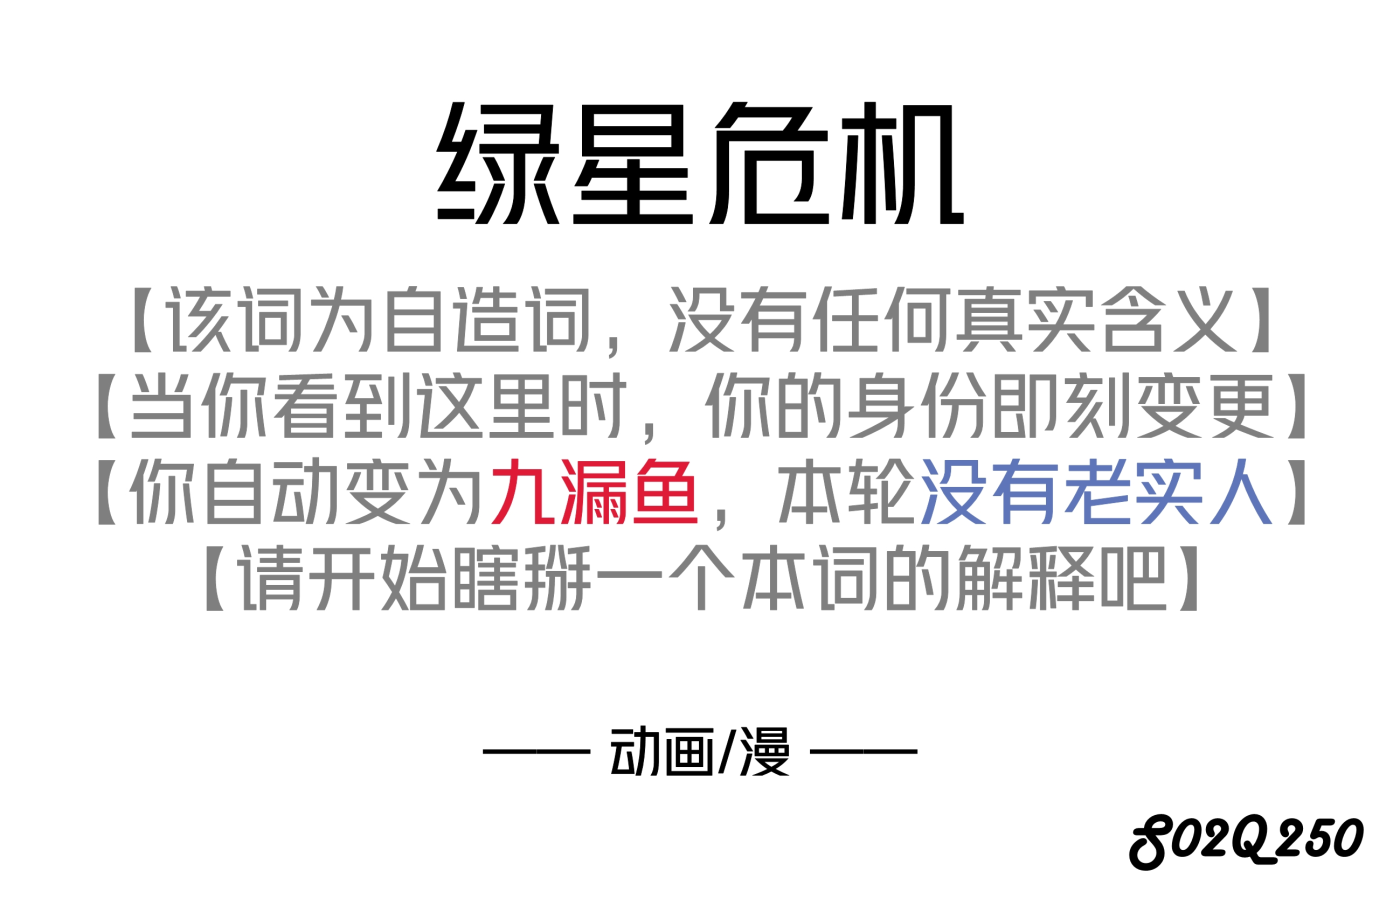 绿星危机
【该词为自造词，没有任何真实含义】
【当你看到这里时，你的身份即刻变更】
【你自动变为九漏鱼，本轮没有老实人】
【请开始瞎掰一个本词的解释吧】
—— 动画/漫 ——
S02Q250